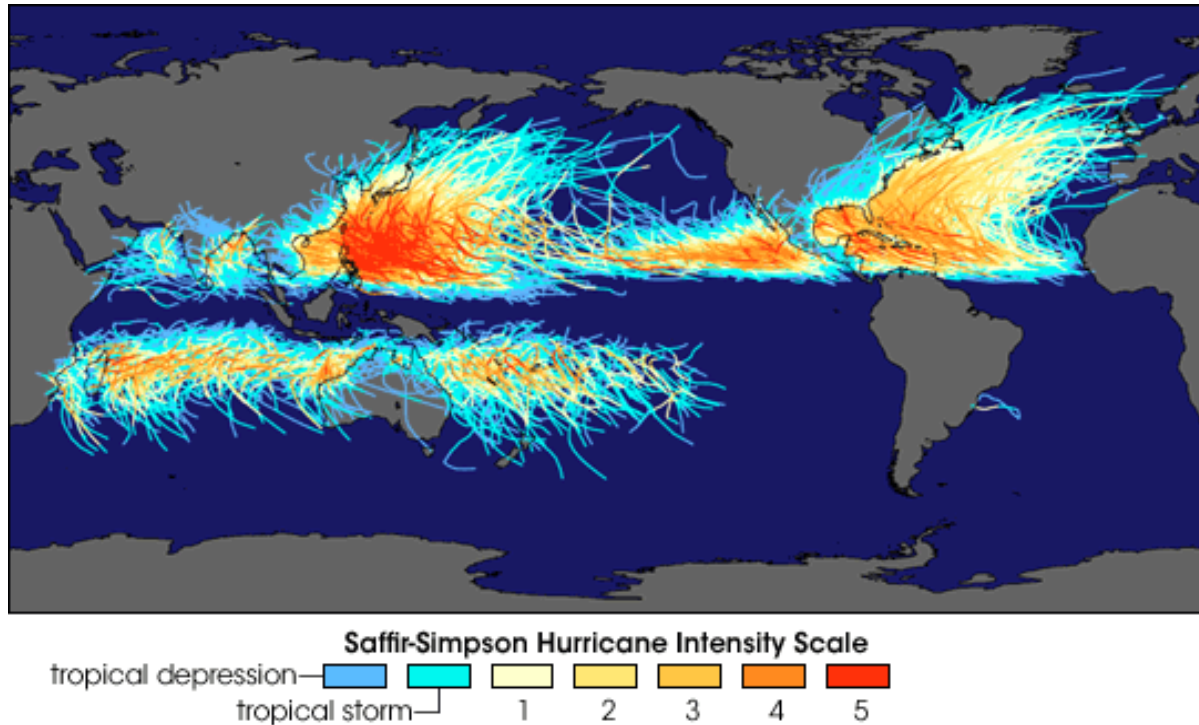 Saffir-Simpson Hurricane Intensity Scale
tropical depression
tropical storm
1 2 3 4 5